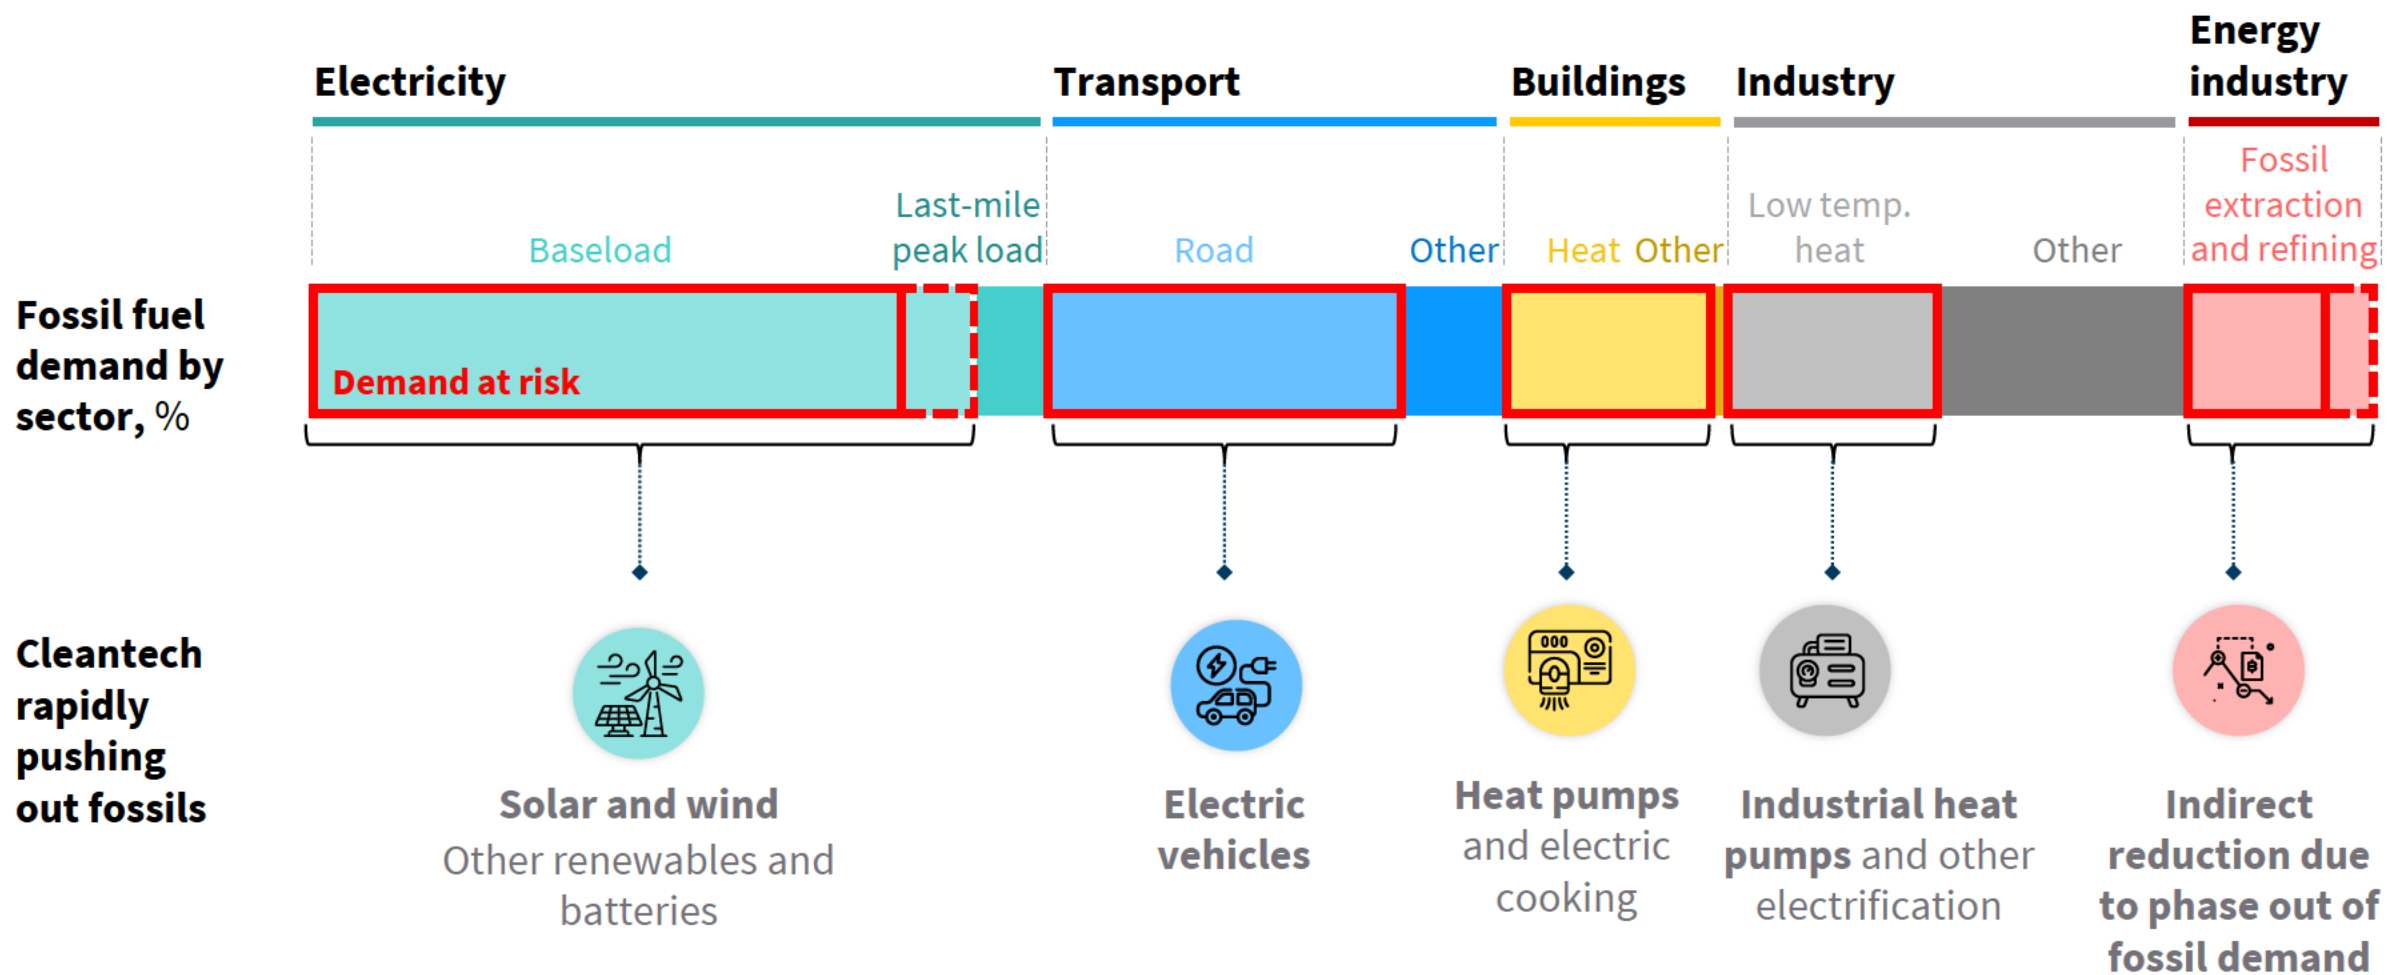 Electricity
Transport
Buildings
Industry
Energy
industry
Baseload
Last-mile
peak load
Road
Other
Heat
Other
Low temp.
heat
Other
Fossil
extraction
and refining
Fossil fuel
demand by
sector, %
Demand at risk
Cleantech
rapidly
pushing
out fossils
Solar and wind
Other renewables and
batteries
Electric
vehicles
Heat pumps
and electric
cooking
Industrial heat
pumps and other
electrification
Indirect
reduction due
to phase out of
fossil demand